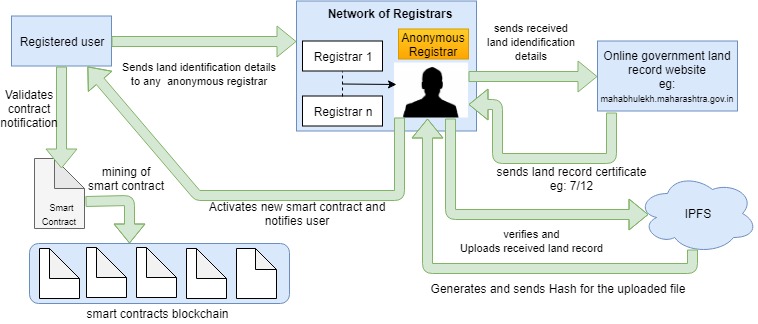 Network of Registrars
Registered user
Registrar 1
Registrar n
Anonymous
Registrar
Sends land identification details
to any  anonymous registrar
sends received
land idendification
details
Online government land
record website
eg:
mahabhulekh.maharashtra.gov.in
Validates
contract
notification
mining of
smart contract
Smart
Contract
Activates new smart contract and
notifies user
sends land record certificate
eg: 7/12
IPFS
verifies and
Uploads received land record
Generates and sends Hash for the uploaded file
smart contracts blockchain